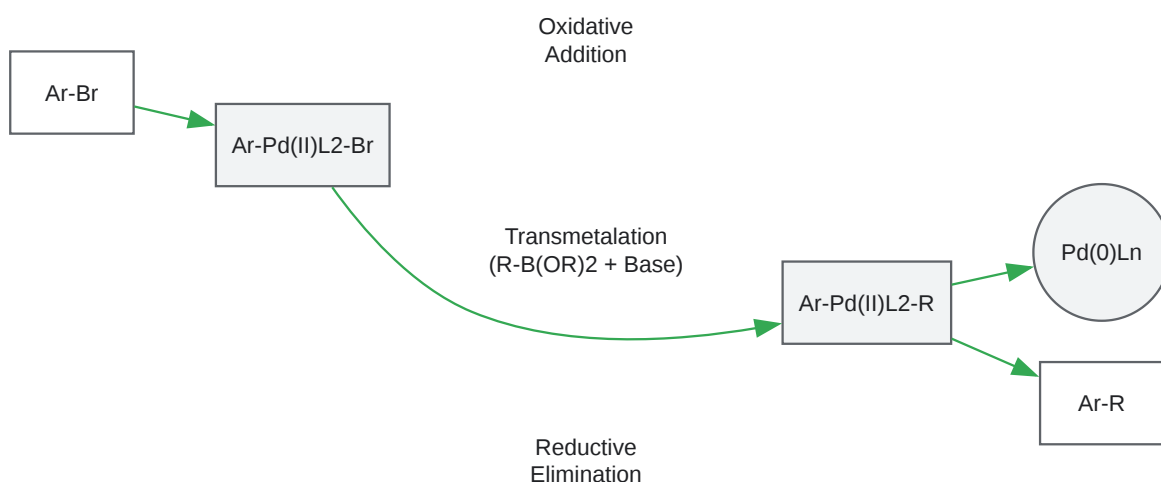 Oxidative
Addition
Ar-Br
Ar-Pd(II)L2-Br
Transmetalation
(R-B(OR)2 + Base)
Pd(0)Ln
Ar-Pd(II)L2-R
Ar-R
Reductive
Elimination